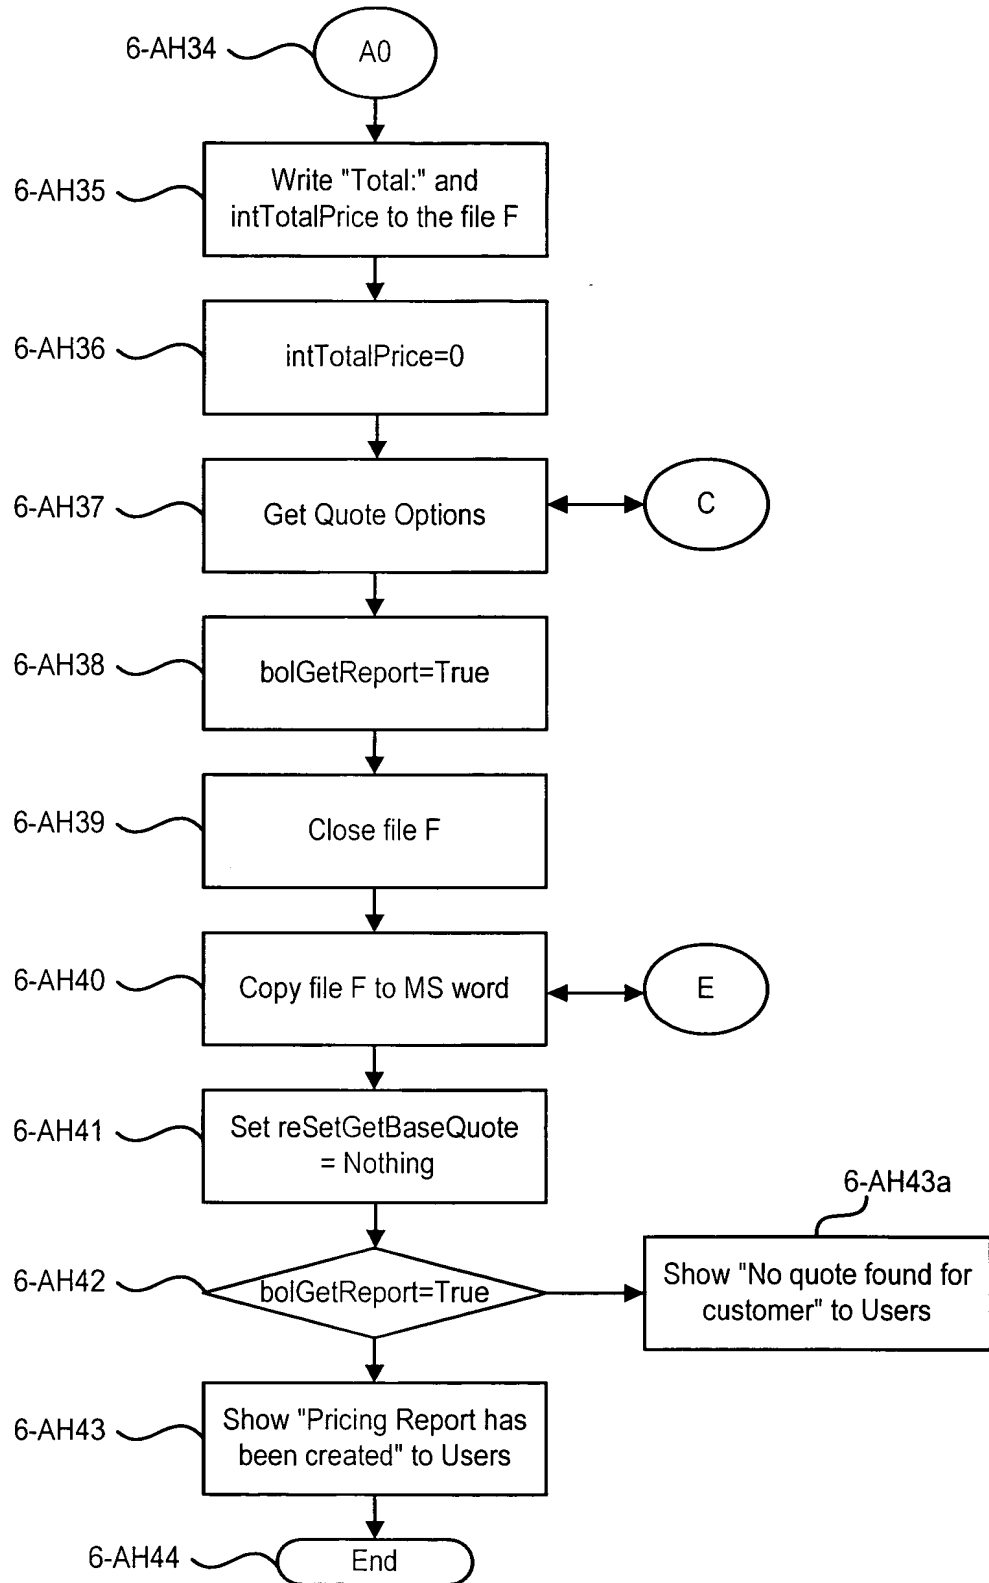 6-AH34
A0
6-AH35
Write "Total:" and
intTotalPrice to the file F
6-AH36
intTotalPrice=0
6-AH37
Get Quote Options
C
6-AH38
bolGetReport=True
6-AH39
Close file F
6-AH40
Copy file F to MS word
E
6-AH41
Set reSetGetBaseQuote
= Nothing
6-AH43a
6-AH42
bolGetReport=True
Show "No quote found for
customer" to Users
6-AH43
Show "Pricing Report has
been created" to Users
6-AH44
End